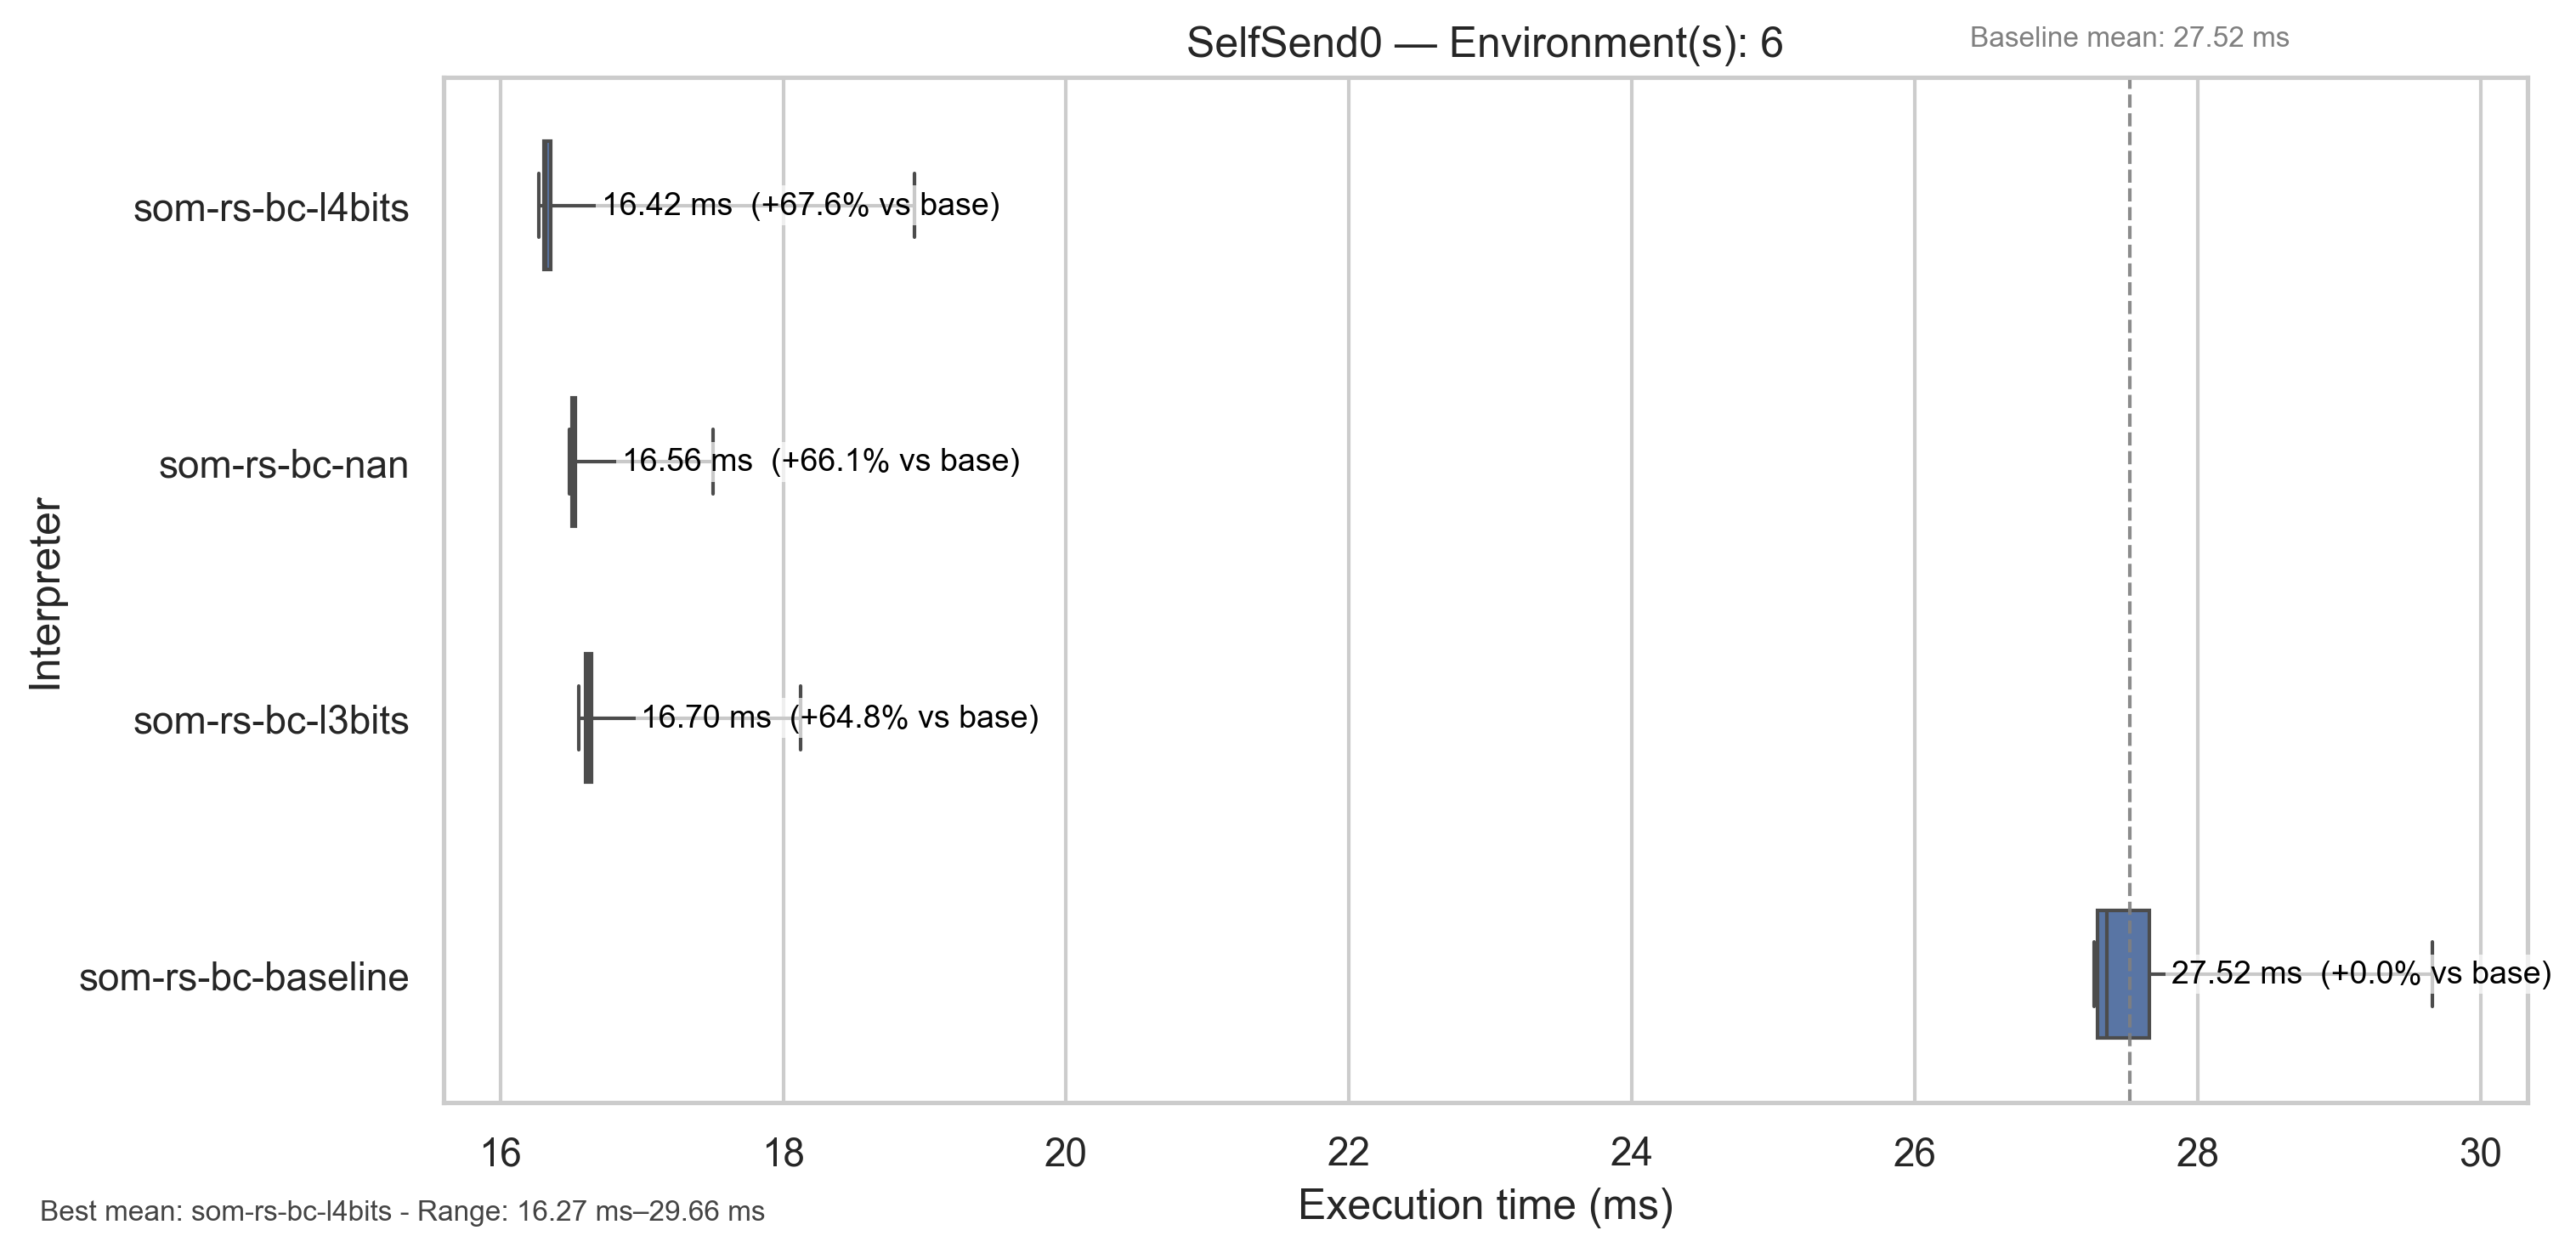 SelfSend0 — Environment(s): 6
Baseline mean: 27.52 ms
Interpreter
som-rs-bc-l4bits
16.42 ms (+67.6% vs base)
som-rs-bc-nan
16.56 ms (+66.1% vs base)
som-rs-bc-l3bits
16.70 ms (+64.8% vs base)
som-rs-bc-baseline
27.52 ms (+0.0% vs base)
16 18 20 22 24 26 28 30
Execution time (ms)
Best mean: som-rs-bc-l4bits - Range: 16.27 ms–29.66 ms